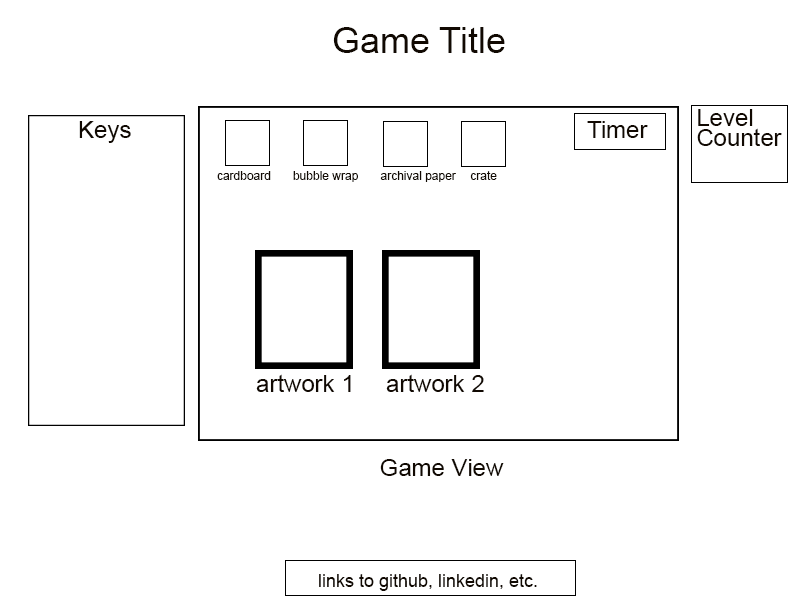 Game Title
Keys
cardboard
bubble wrap
archival paper
crate
Timer
Level
Counter
artwork 1
artwork 2
Game View
links to github, linkedin, etc.